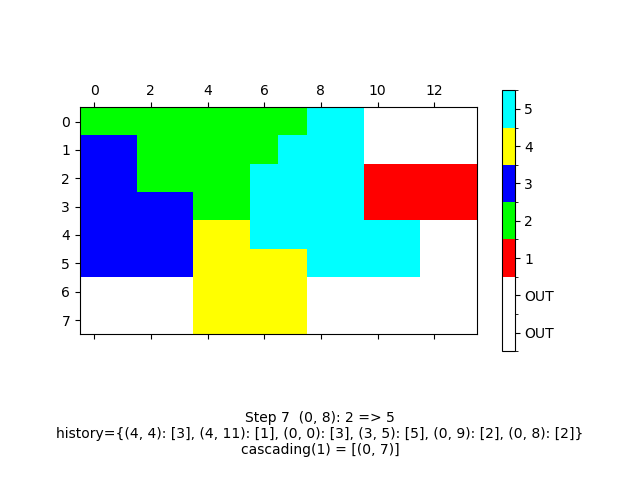 0 2 4 6 8 10 12
0
1
2
3
4
5
6
7
5
4
3
2
1
OUT
OUT
Step 7  (0, 8): 2 => 5
history={(4, 4): [3], (4, 11): [1], (0, 0): [3], (3, 5): [5], (0, 9): [2], (0, 8): [2]}
cascading(1) = [(0, 7)]